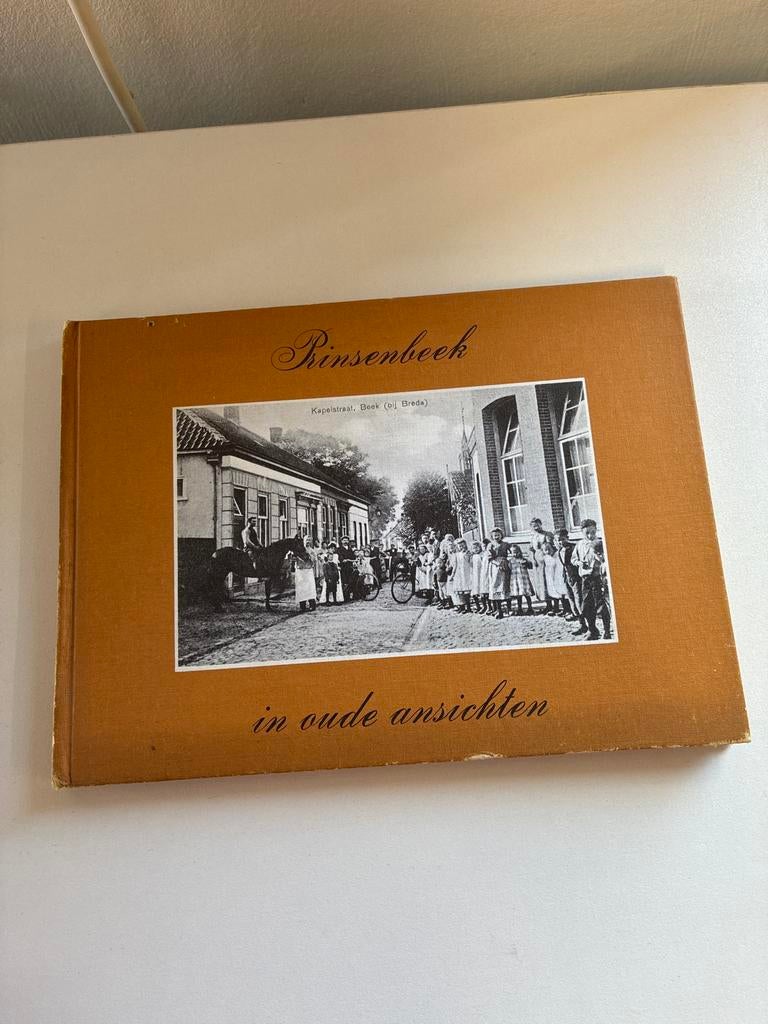 Prinsenbeek
Kapelstraat, Beek (bij Breda)
in oude ansichten